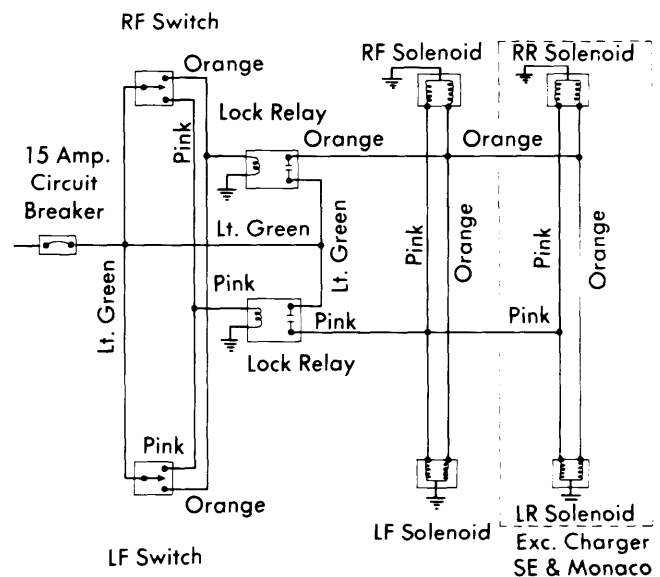 RF Switch
Orange
RF Solenoid
RR Solenoid
Lock Relay
Orange
Orange
Pink
15 Amp.
Circuit
Breaker
Lt. Green
Lt. Green
Pink
Orange
Pink
Orange
Lt. Green
Pink
Pink
Pink
Lock Relay
Pink
Orange
LF Switch
LF Solenoid
LR Solenoid
Exc. Charger
SE & Monaco